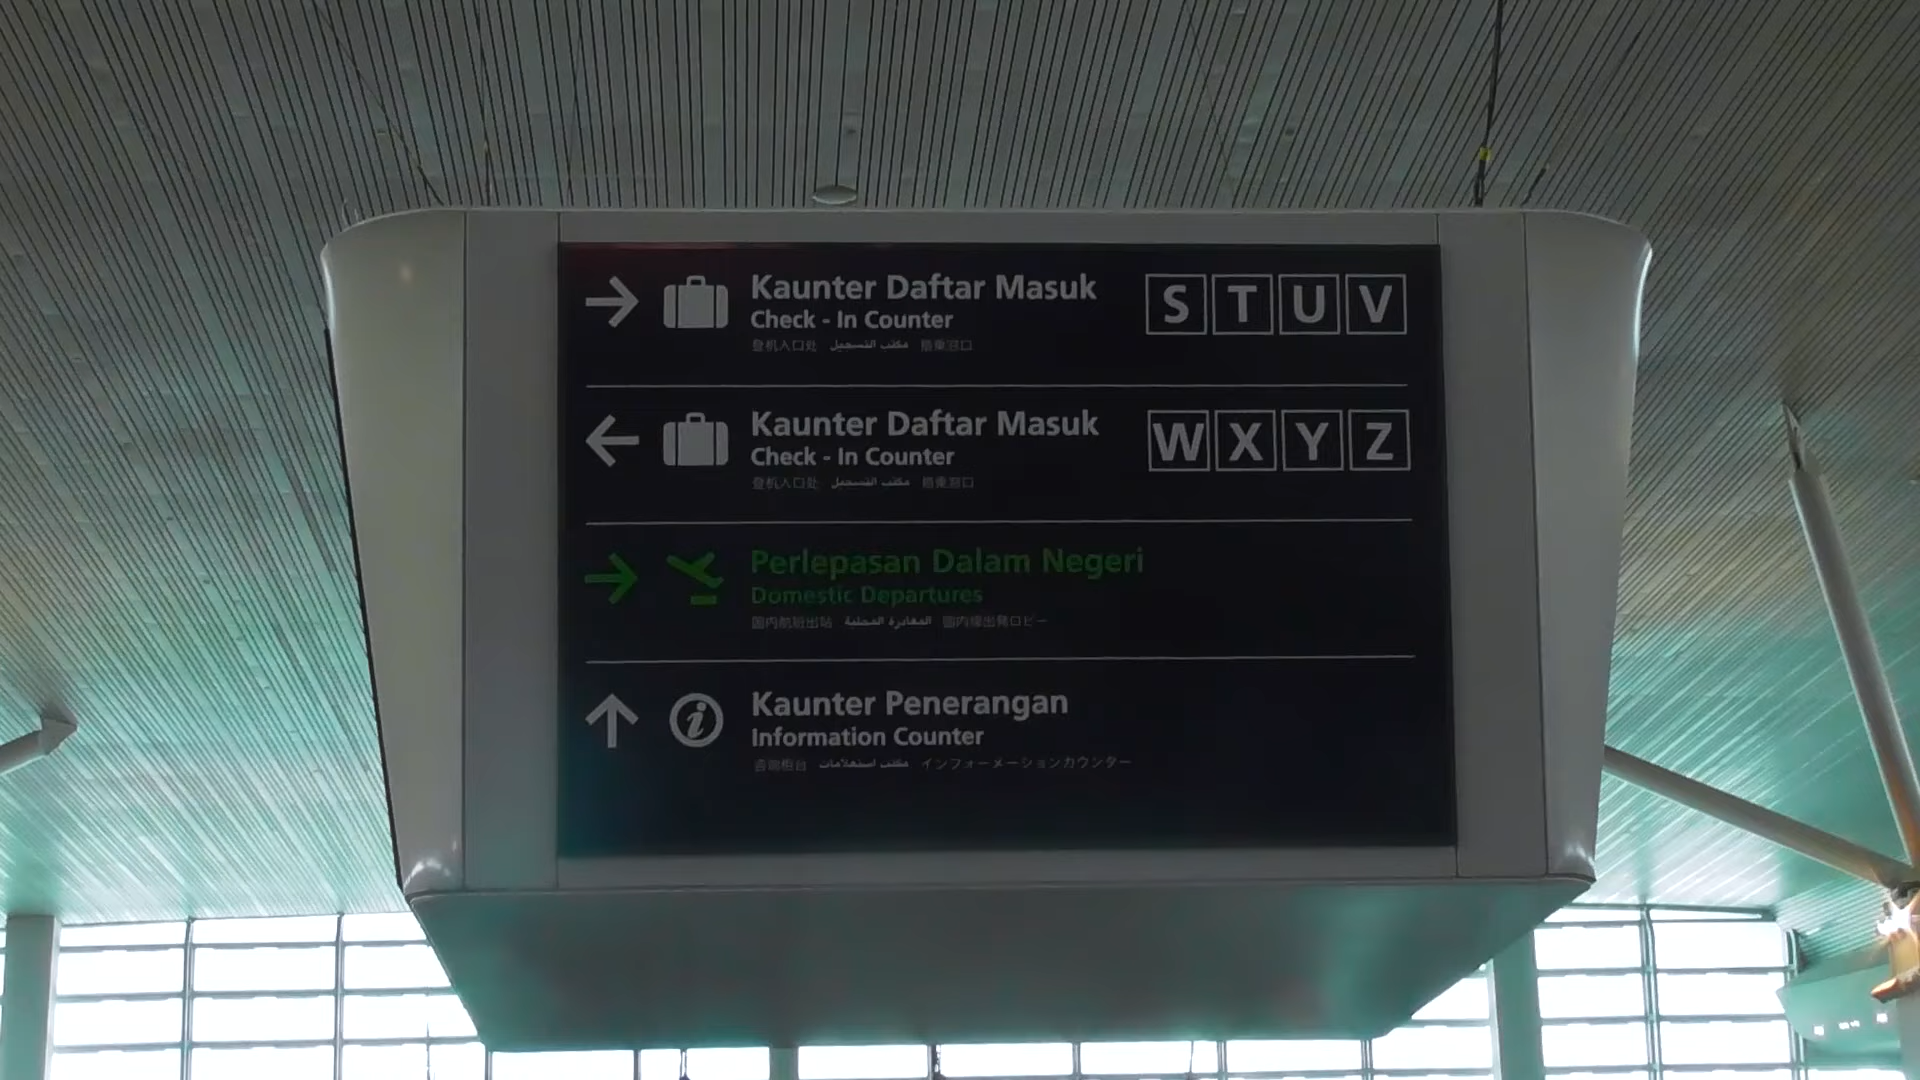 Kaunter Daftar Masuk S T U V
Check - In Counter
登机入口处 مكتب التسجيل 搭乗窓口
Kaunter Daftar Masuk W X Y Z
Check - In Counter
登机入口处 مكتب التسجيل 搭乗窓口
Perlepasan Dalam Negeri
Domestic Departures
国内航班出站 المغادرة المحلية 国内線出発ロビー
Kaunter Penerangan
Information Counter
咨询柜台 مكتب استعلامات インフォーメーションカウンター